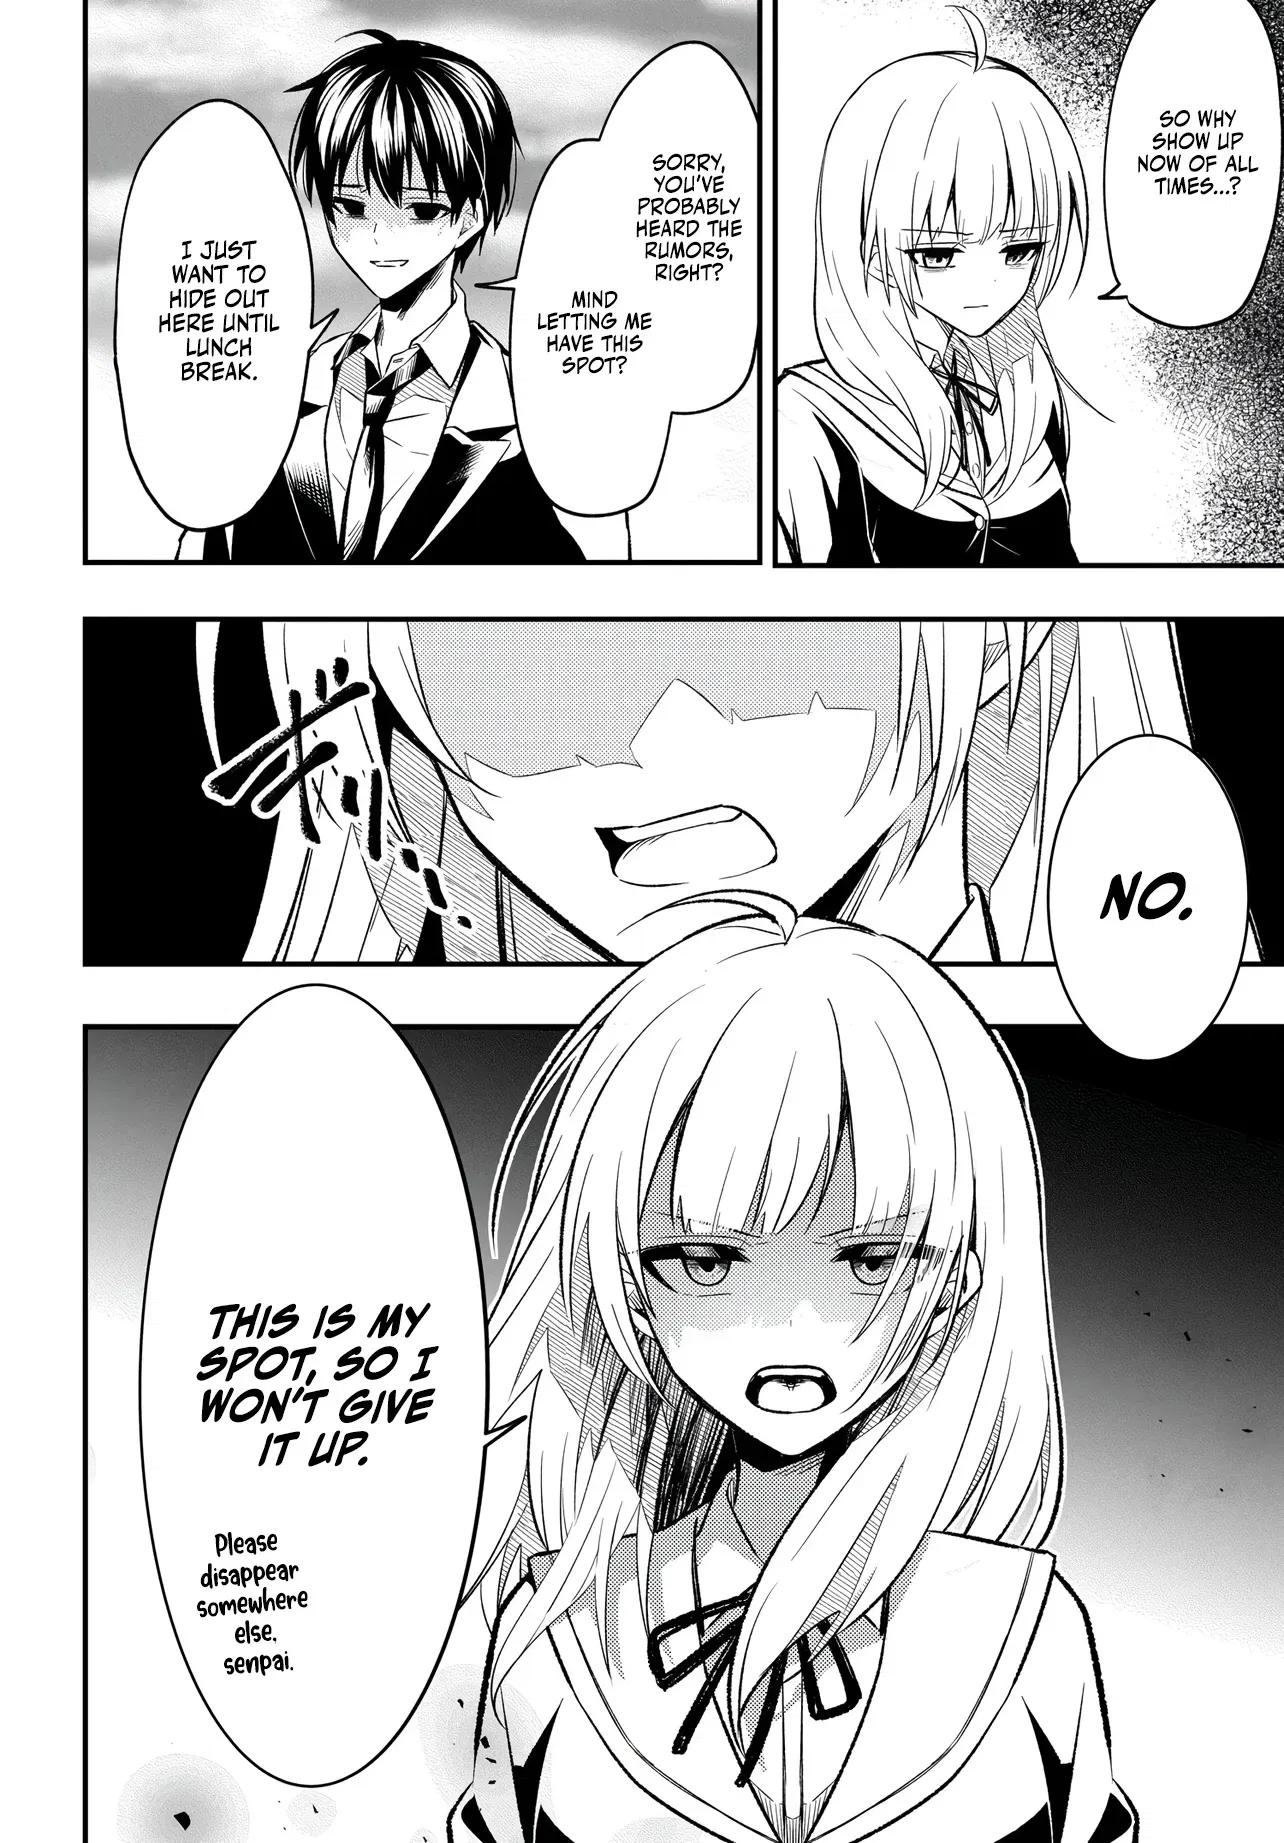 SO WHY
SHOW UP
NOW OF ALL
TIMES...?
SORRY,
YOU'VE
PROBABLY
HEARD THE
RUMORS,
RIGHT?
MIND
LETTING ME
HAVE THIS
SPOT?
I JUST
WANT TO
HIDE OUT
HERE UNTIL
LUNCH
BREAK.
ギリ...
NO.
THIS IS MY
SPOT, SO I
WON'T GIVE
IT UP.
Please
disappear
somewhere
else,
senpai.